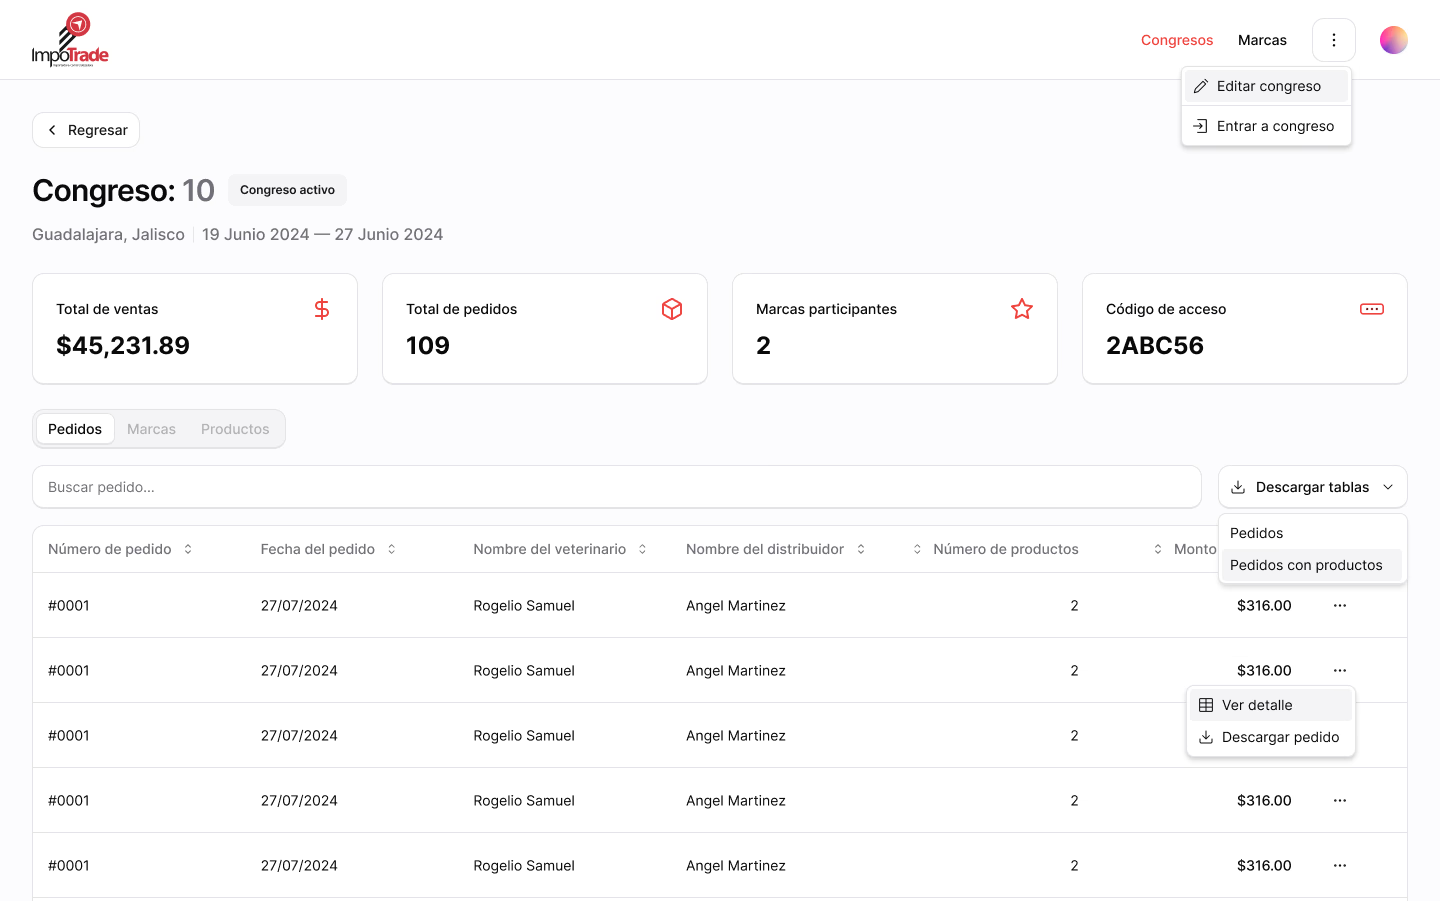 ImpoTrade
Congresos
Marcas
Editar congreso
Entrar a congreso
Regresar
Congreso: 10
Congreso activo
Guadalajara, Jalisco
19 Junio 2024 — 27 Junio 2024
Total de ventas
$45,231.89
Total de pedidos
109
Marcas participantes
2
Código de acceso
2ABC56
Pedidos
Marcas
Productos
Buscar pedido...
Descargar tablas
Pedidos
Pedidos con productos
Número de pedido Fecha del pedido Nombre del veterinario Nombre del distribuidor Número de productos Monto
#0001 27/07/2024 Rogelio Samuel Angel Martinez 2 $316.00
#0001 27/07/2024 Rogelio Samuel Angel Martinez 2 $316.00
Ver detalle
Descargar pedido
#0001 27/07/2024 Rogelio Samuel Angel Martinez 2
#0001 27/07/2024 Rogelio Samuel Angel Martinez 2 $316.00
#0001 27/07/2024 Rogelio Samuel Angel Martinez 2 $316.00